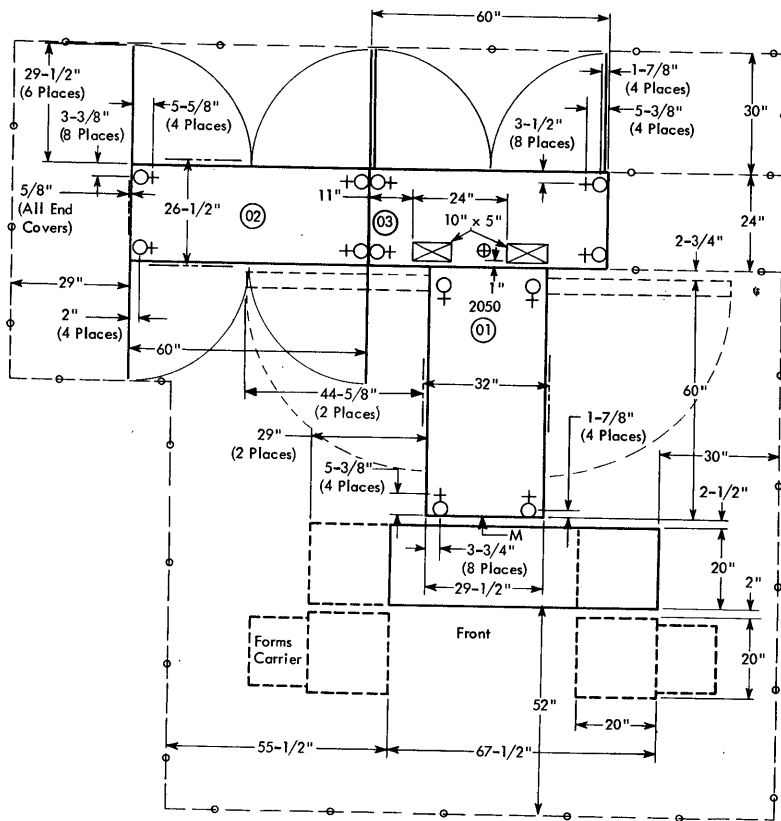 60"
29-1/2"
(6 Places)
3-3/8"
(8 Places)
5-5/8"
(4 Places)
3-1/2"
(8 Places)
1-7/8"
(4 Places)
5-3/8"
(4 Places)
30"
5/8"
(All End
Covers)
26-1/2"
02
11"
03
24"
10" x 5"
24"
2-3/4"
29"
2"
(4 Places)
1"
2050
01
60"
32"
44-5/8"
(2 Places)
60"
29"
(2 Places)
1-7/8"
(4 Places)
5-3/8"
(4 Places)
30"
2-1/2"
M
3-3/4"
(8 Places)
29-1/2"
20"
2"
Forms
Carrier
Front
20"
52"
20"
55-1/2"
67-1/2"